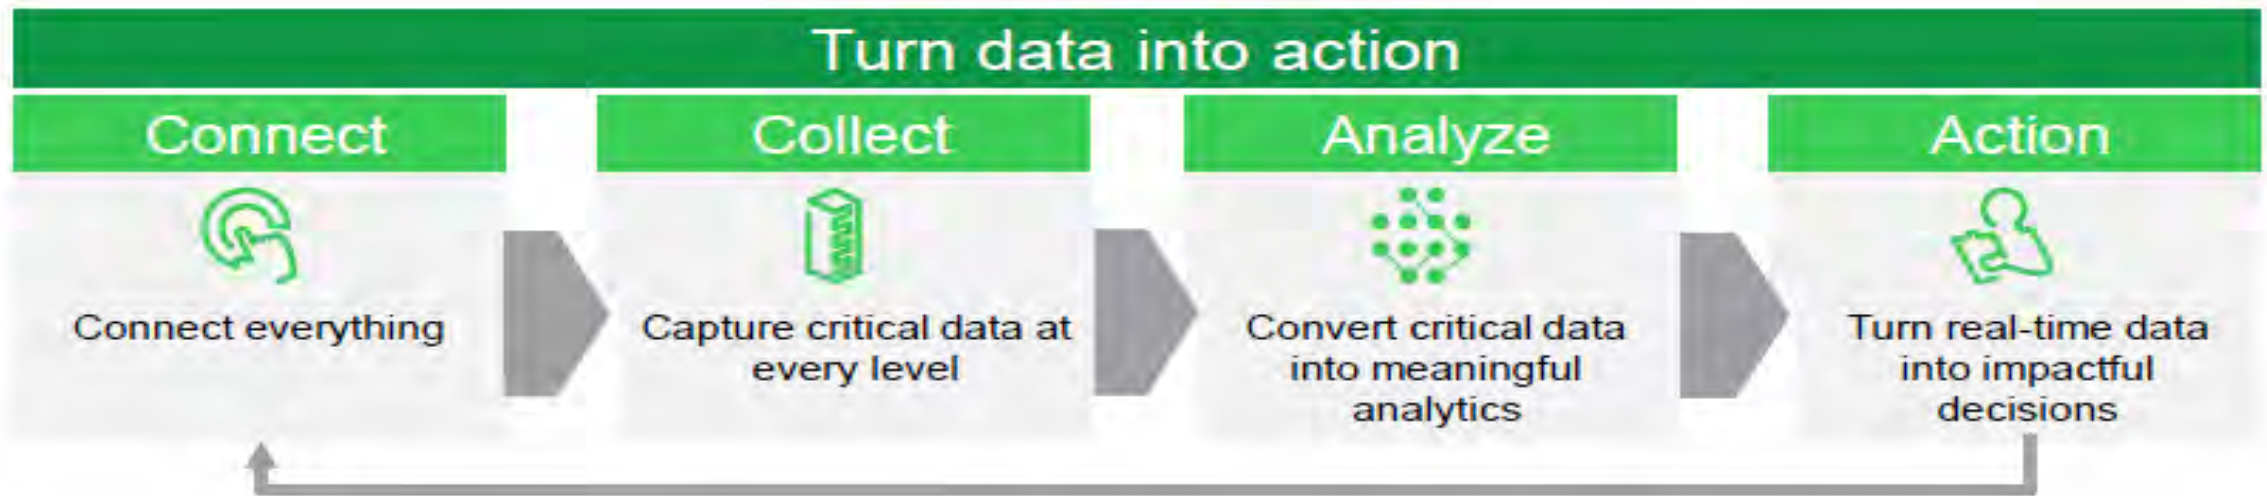 Turn data into action
Connect
Collect
Analyze
Action
Connect everything
Capture critical data at
every level
Convert critical data
into meaningful
analytics
Turn real-time data
into impactful
decisions